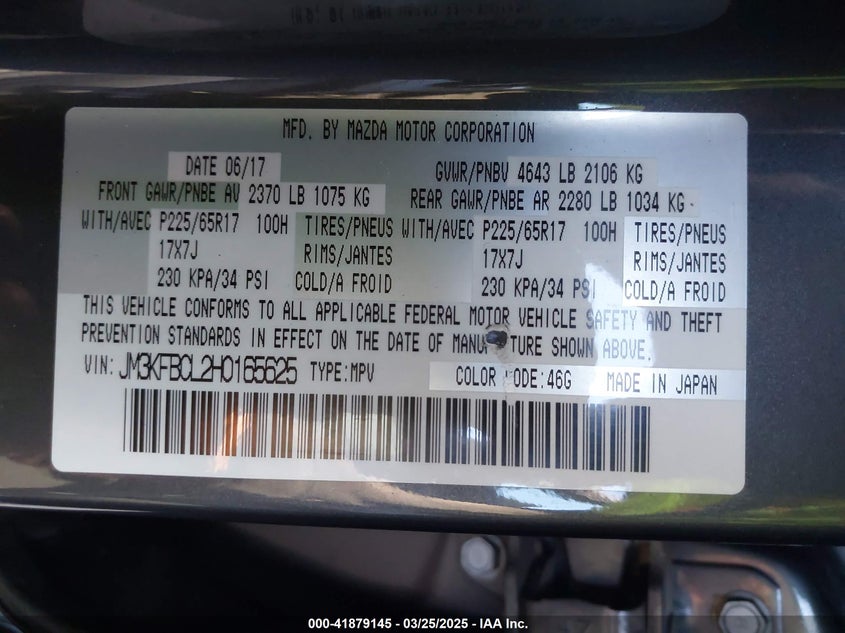 MFD. BY MAZDA MOTOR CORPORATION
DATE 06/17 GVWR/PNBV 4643 LB 2106 KG
FRONT GAWR/PNBE AV 2370 LB 1075 KG REAR GAWR/PNBE AR 2280 LB 1034 KG
WITH/AVEC P225/65R17 100H TIRES/PNEUS WITH/AVEC P225/65R17 100H TIRES/PNEUS
17X7J RIMS/JANTES 17X7J RIMS/JANTES
230 KPA/34 PSI COLD/A FROID 230 KPA/34 PSI COLD/A FROID
THIS VEHICLE CONFORMS TO ALL APPLICABLE FEDERAL MOTOR VEHICLE SAFETY AND THEFT
PREVENTION STANDARDS IN EFFECT ON THE DATE OF MANUFACTURE SHOWN ABOVE.
VIN: JM3KFBCL2H0165625 TYPE:MPV COLOR CODE:46G MADE IN JAPAN
000-41879145 - 03/25/2025 - IAA Inc.